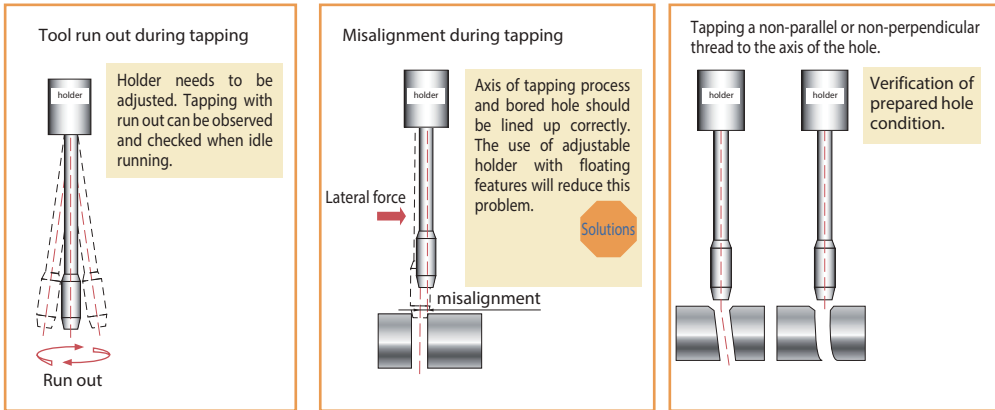 Tool run out during tapping
holder
Holder needs to be
adjusted. Tapping with
run out can be observed
and checked when idle
running.
Run out
Misalignment during tapping
holder
Axis of tapping process
and bored hole should
be lined up correctly.
The use of adjustable
holder with floating
features will reduce this
problem.
Solutions
Lateral force
misalignment
Tapping a non-parallel or non-perpendicular
thread to the axis of the hole.
holder
holder
Verification of
prepared hole
condition.